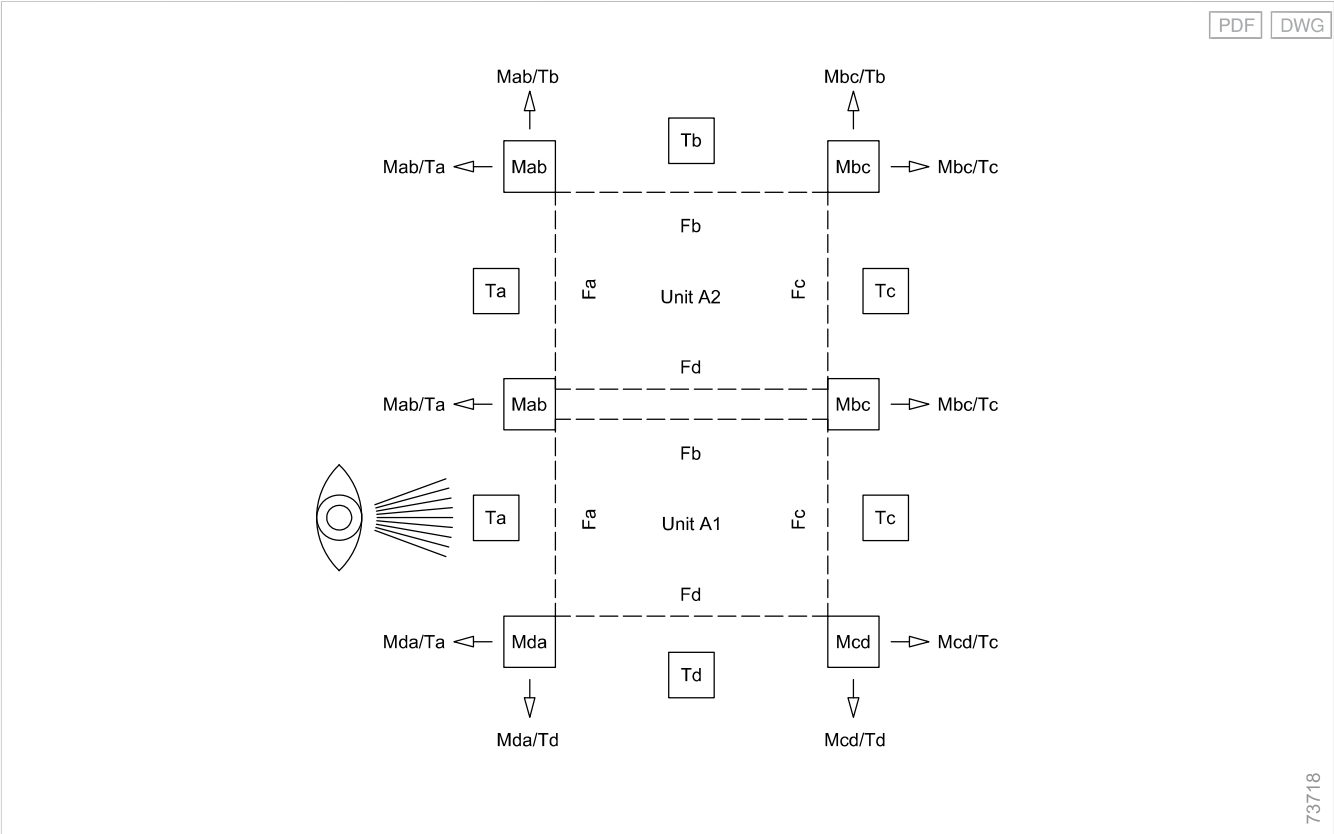 PDF DWG
Mab/Tb Mbc/Tb
Tb
Mab/Ta Mab Mbc Mbc/Tc
Fb
Ta Fa Unit A2 Fc Tc
Fd
Mab/Ta Mab Mbc Mbc/Tc
Fb
Ta Fa Unit A1 Fc Tc
Fd
Mda/Ta Mda Mcd Mcd/Tc
Td
Mda/Td Mcd/Td
73718